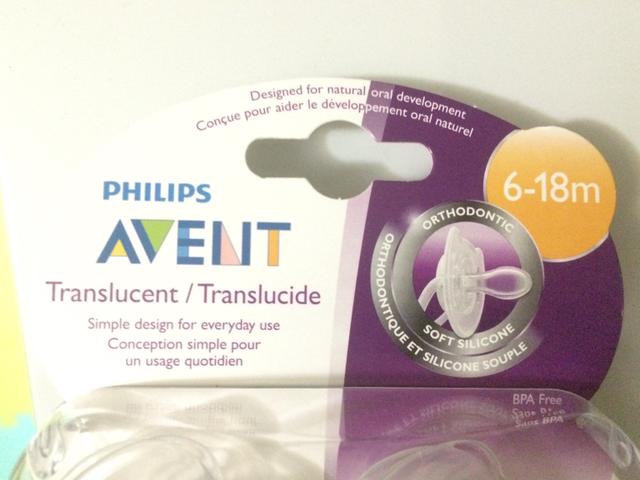 Designed for natural oral development
Conçue pour aider le développement oral naturel
PHILIPS
AVENT
6-18m
Translucent / Translucide
Simple design for everyday use
Conception simple pour
un usage quotidien
ORTHODONTIC
SOFT SILICONE
ORTHODONTIQUE ET SILICONE SOUPLE
BPA Free
Sans BPA